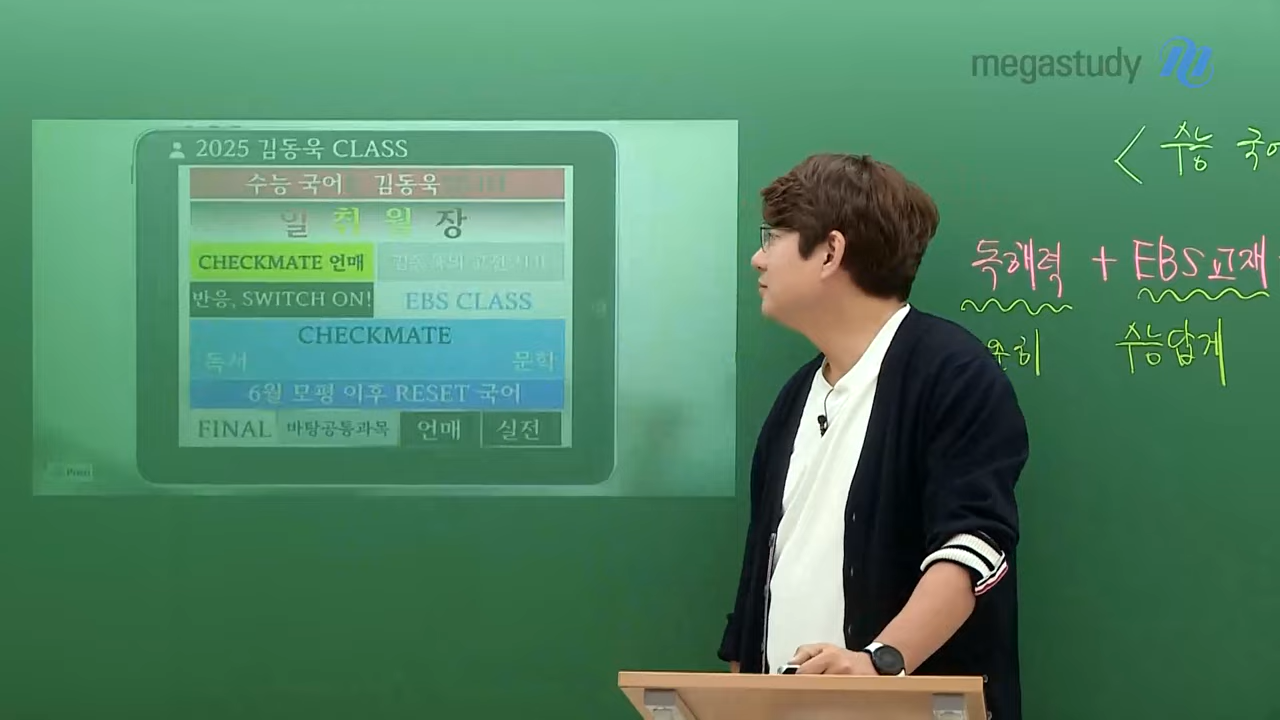 megastudy
2025 김동욱 CLASS
수능 국어 김동욱
일 취 월 장
CHECKMATE 언매
반응, SWITCH ON!
EBS CLASS
CHECKMATE
독서 문학
6월 모평 이후 RESET 국어
FINAL 바탕공통과목 언매 실전
< 수능 국어
독해력 + EBS교재
수능답게